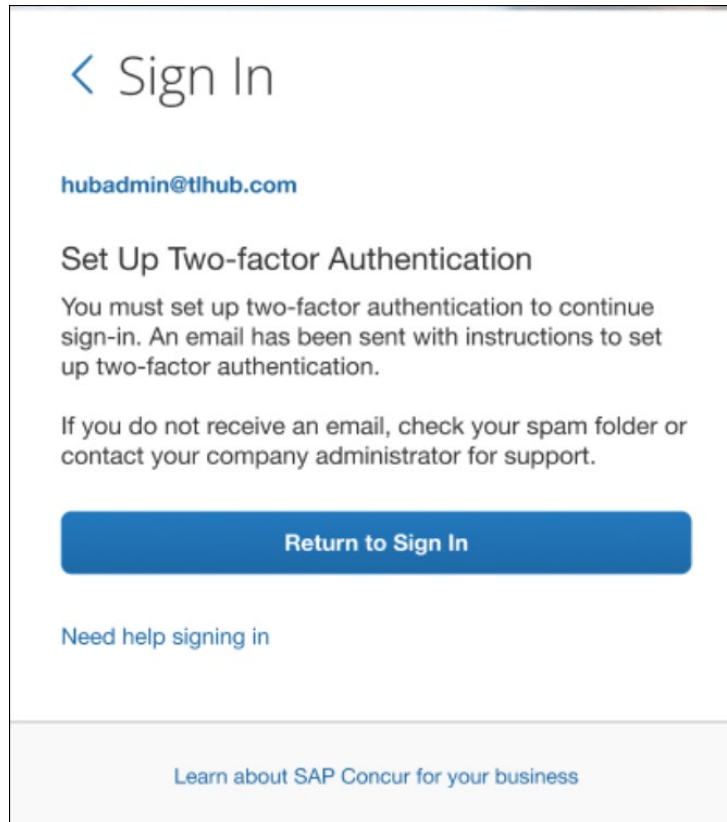 Sign In
hubadmin@tlhub.com
Set Up Two-factor Authentication
You must set up two-factor authentication to continue
sign-in. An email has been sent with instructions to set
up two-factor authentication.
If you do not receive an email, check your spam folder or
contact your company administrator for support.
Return to Sign In
Need help signing in
Learn about SAP Concur for your business